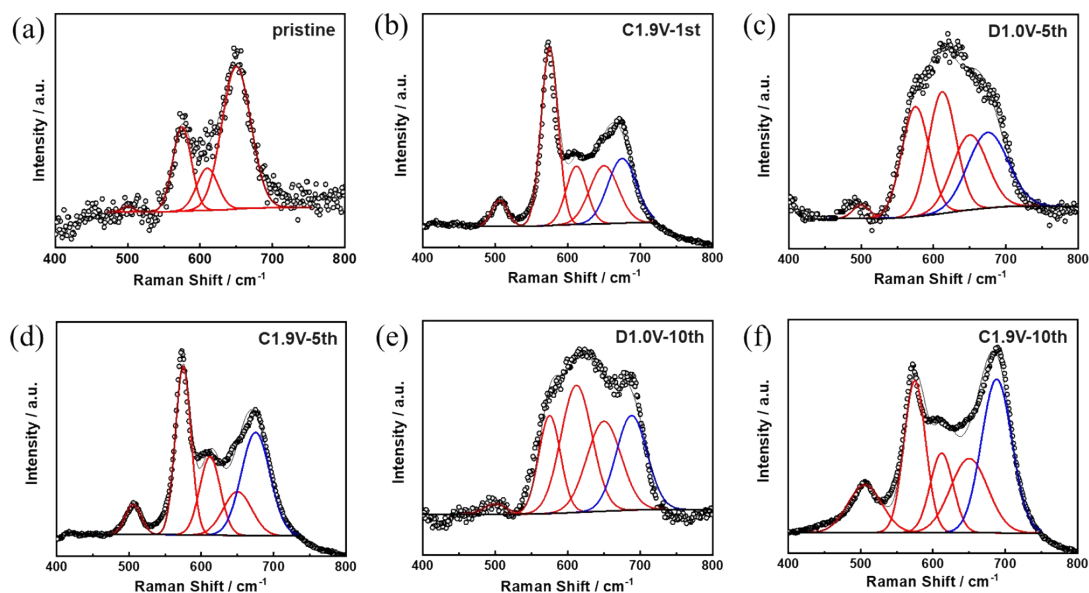 (a)
pristine
Intensity / a.u.
400 500 600 700 800
Raman Shift / cm⁻¹
(b)
C1.9V-1st
Intensity / a.u.
400 500 600 700 800
Raman Shift / cm⁻¹
(c)
D1.0V-5th
Intensity / a.u.
400 500 600 700 800
Raman Shift / cm⁻¹
(d)
C1.9V-5th
Intensity / a.u.
400 500 600 700 800
Raman Shift / cm⁻¹
(e)
D1.0V-10th
Intensity / a.u.
400 500 600 700 800
Raman Shift / cm⁻¹
(f)
C1.9V-10th
Intensity / a.u.
400 500 600 700 800
Raman Shift / cm⁻¹